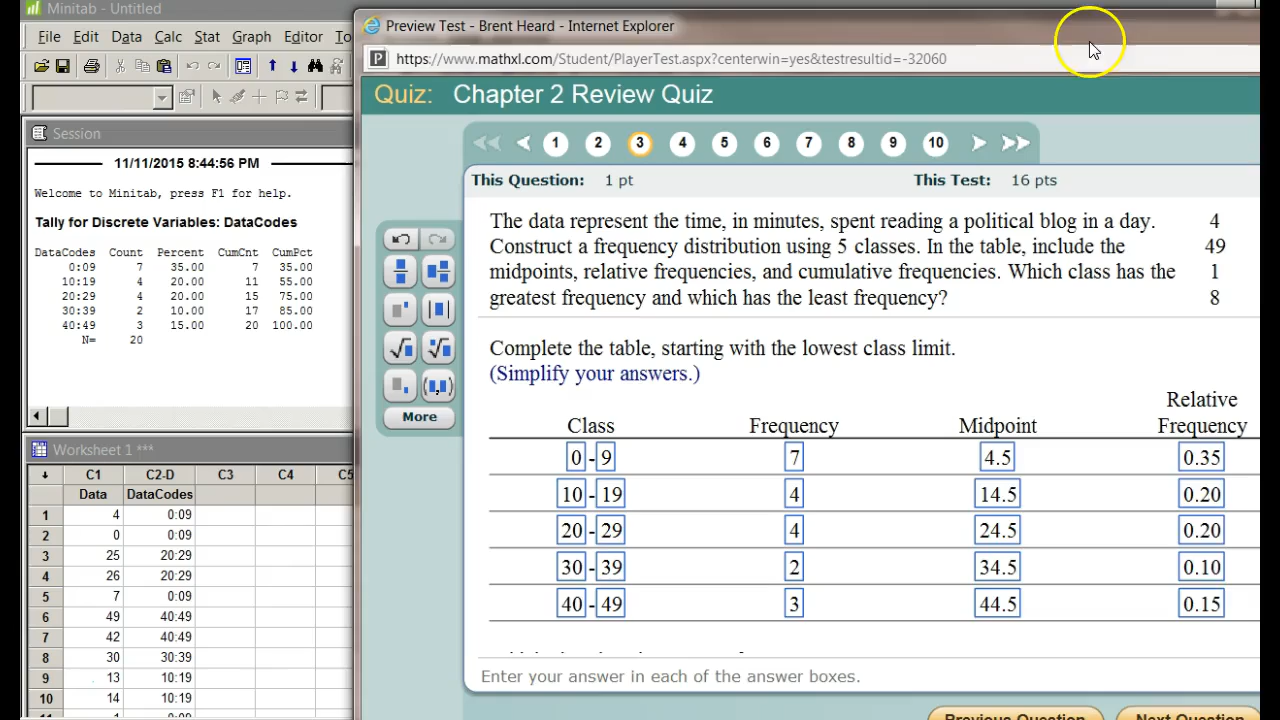 Minitab - Untitled
File Edit Data Calc Stat Graph Editor To
Session
11/11/2015 8:44:56 PM
Welcome to Minitab, press F1 for help.
Tally for Discrete Variables: DataCodes
DataCodes Count Percent CumCnt CumPct
0:09 7 35.00 7 35.00
10:19 4 20.00 11 55.00
20:29 4 20.00 15 75.00
30:39 2 10.00 17 85.00
40:49 3 15.00 20 100.00
N= 20
Worksheet 1 ***
C1 C2-D C3 C4 C5
Data DataCodes
1 4 0:09
2 0 0:09
3 25 20:29
4 26 20:29
5 7 0:09
6 49 40:49
7 42 40:49
8 30 30:39
9 13 10:19
10 14 10:19
Preview Test - Brent Heard - Internet Explorer
https://www.mathxl.com/Student/PlayerTest.aspx?centerwin=yes&testresultid=-32060
Quiz: Chapter 2 Review Quiz
1 2 3 4 5 6 7 8 9 10
This Question: 1 pt This Test: 16 pts
The data represent the time, in minutes, spent reading a political blog in a day. 4
Construct a frequency distribution using 5 classes. In the table, include the 49
midpoints, relative frequencies, and cumulative frequencies. Which class has the 1
greatest frequency and which has the least frequency? 8
Complete the table, starting with the lowest class limit.
(Simplify your answers.)
More
Relative
Class Frequency Midpoint Frequency
0 - 9 7 4.5 0.35
10 - 19 4 14.5 0.20
20 - 29 4 24.5 0.20
30 - 39 2 34.5 0.10
40 - 49 3 44.5 0.15
Enter your answer in each of the answer boxes.
Previous Question Next Question